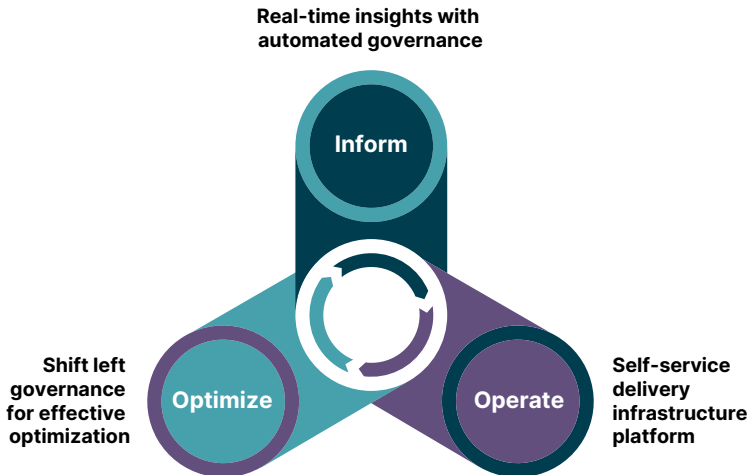 Real-time insights with
automated governance
Inform
Shift left
governance
for effective
optimization
Optimize
Operate
Self-service
delivery
infrastructure
platform